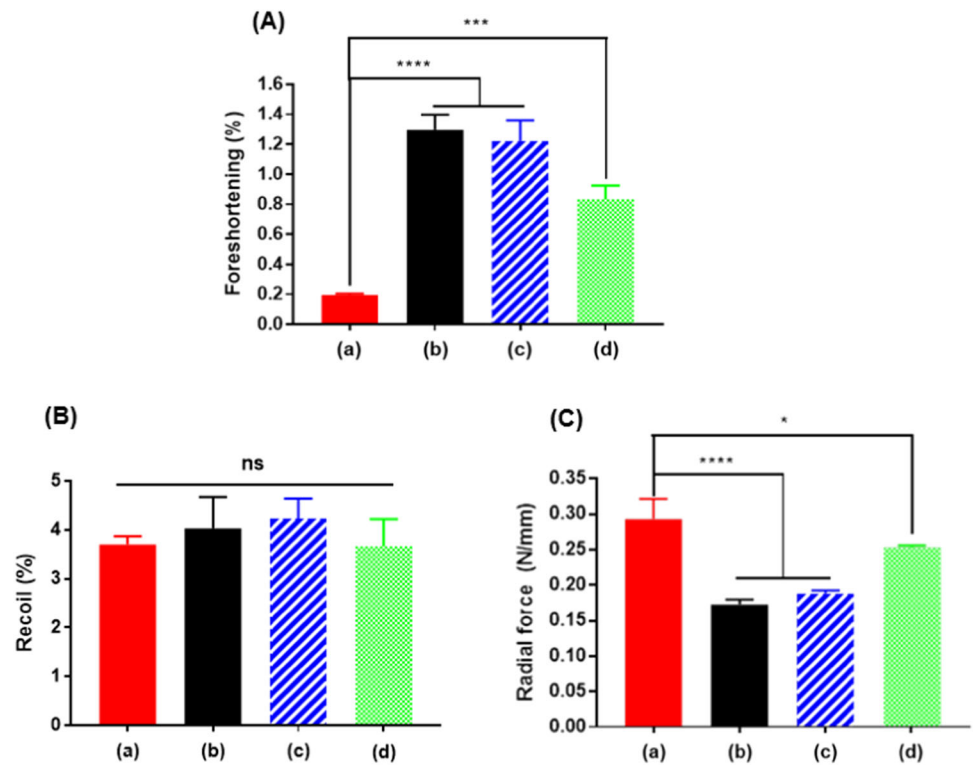 (A)
***
****
Foreshortening (%)
1.6
1.4
1.2
1.0
0.8
0.6
0.4
0.2
0.0
(a) (b) (c) (d)
(B)
ns
Recoil (%)
5
4
3
2
1
0
(a) (b) (c) (d)
(C)
*
****
Radial force (N/mm)
0.35
0.30
0.25
0.20
0.15
0.10
0.05
0.00
(a) (b) (c) (d)